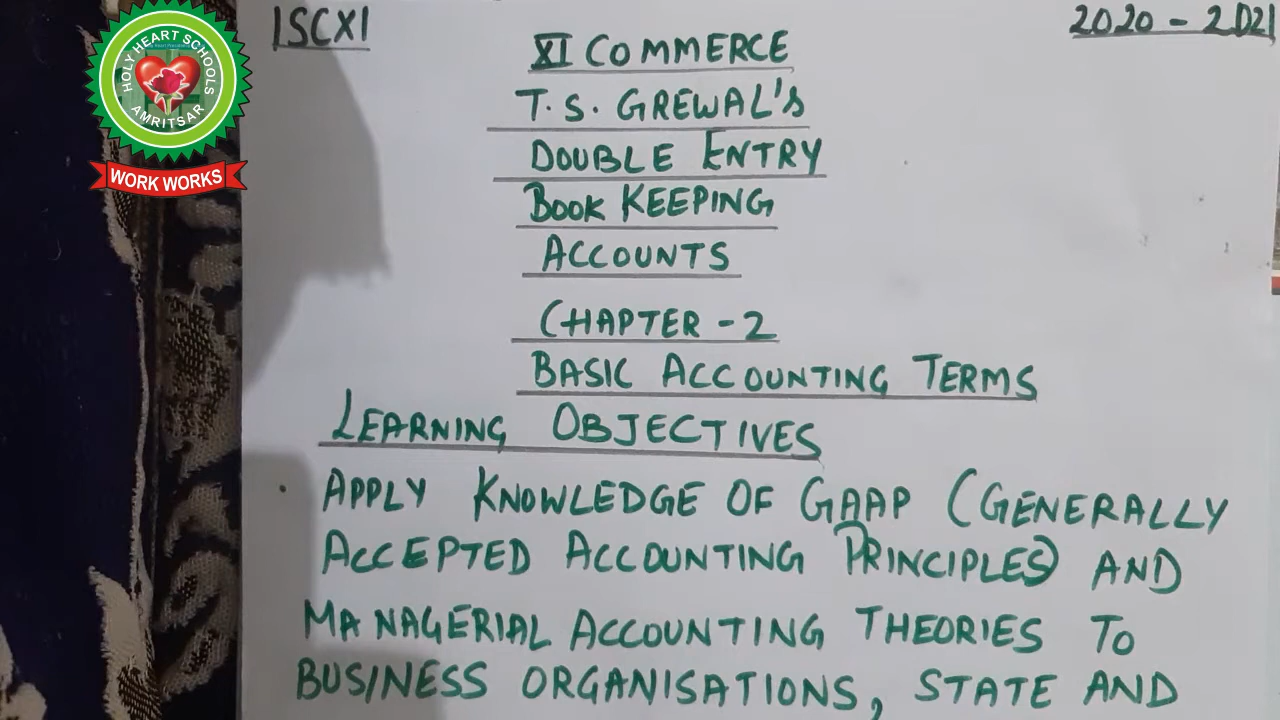 HOLY HEART SCHOOLS
AMRITSAR
WORK WORKS
ISCXI
2020 - 2021
XI COMMERCE
T. S. GREWAL'S
DOUBLE ENTRY
BOOK KEEPING
ACCOUNTS
CHAPTER - 2
BASIC ACCOUNTING TERMS
LEARNING OBJECTIVES
. APPLY KNOWLEDGE OF GAAP (GENERALLY
ACCEPTED ACCOUNTING PRINCIPLES) AND
MANAGERIAL ACCOUNTING THEORIES TO
BUSINESS ORGANISATIONS, STATE AND